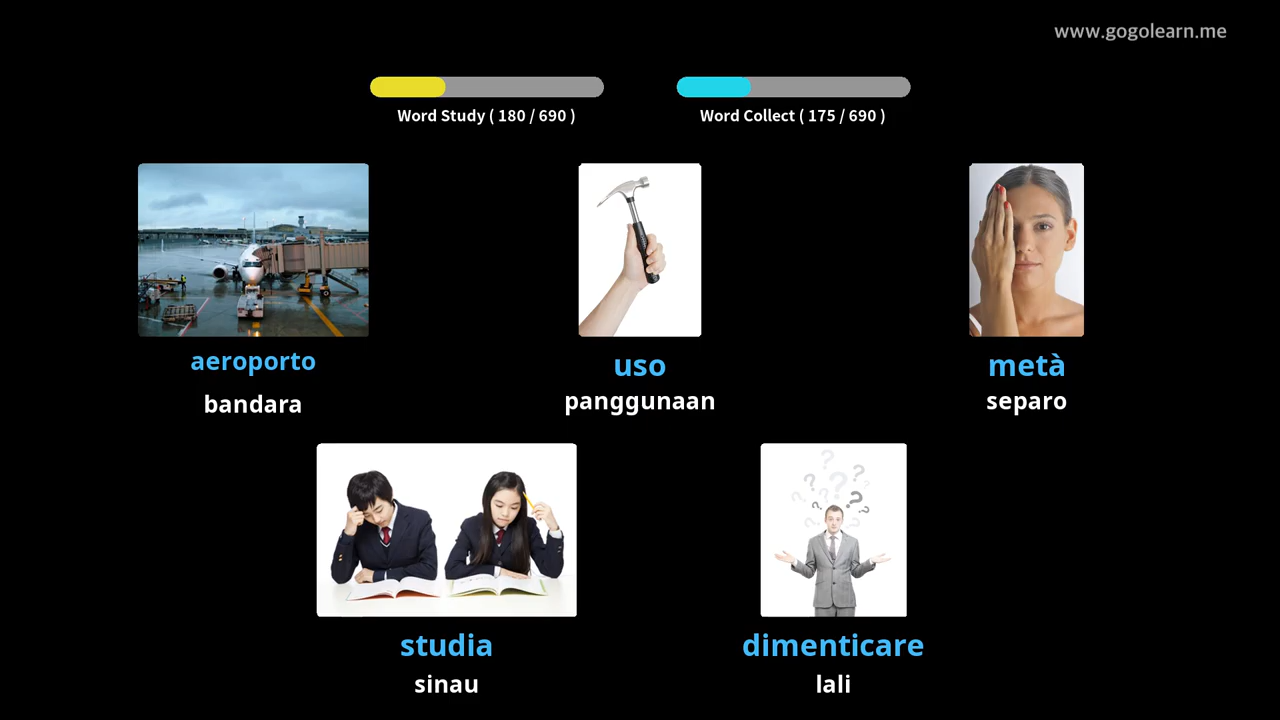 www.gogolearn.me
Word Study ( 180 / 690 )
Word Collect ( 175 / 690 )
aeroporto
bandara
uso
panggunaan
metà
separo
studia
sinau
dimenticare
lali